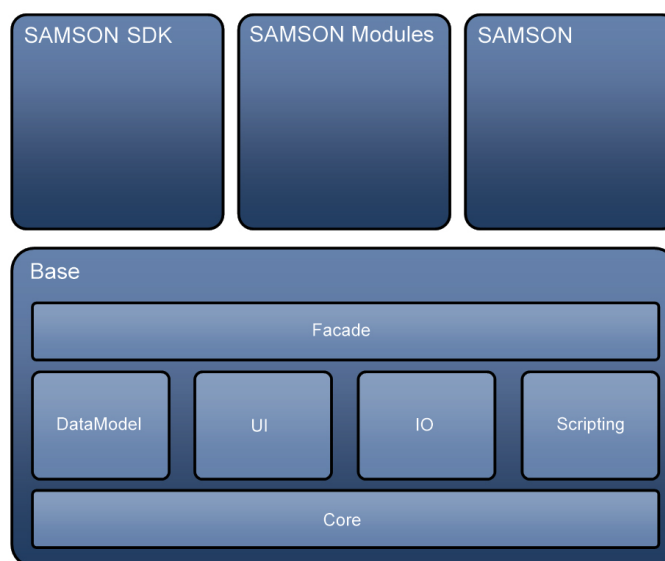 SAMSON SDK
SAMSON Modules
SAMSON
Base
Facade
DataModel
UI
IO
Scripting
Core